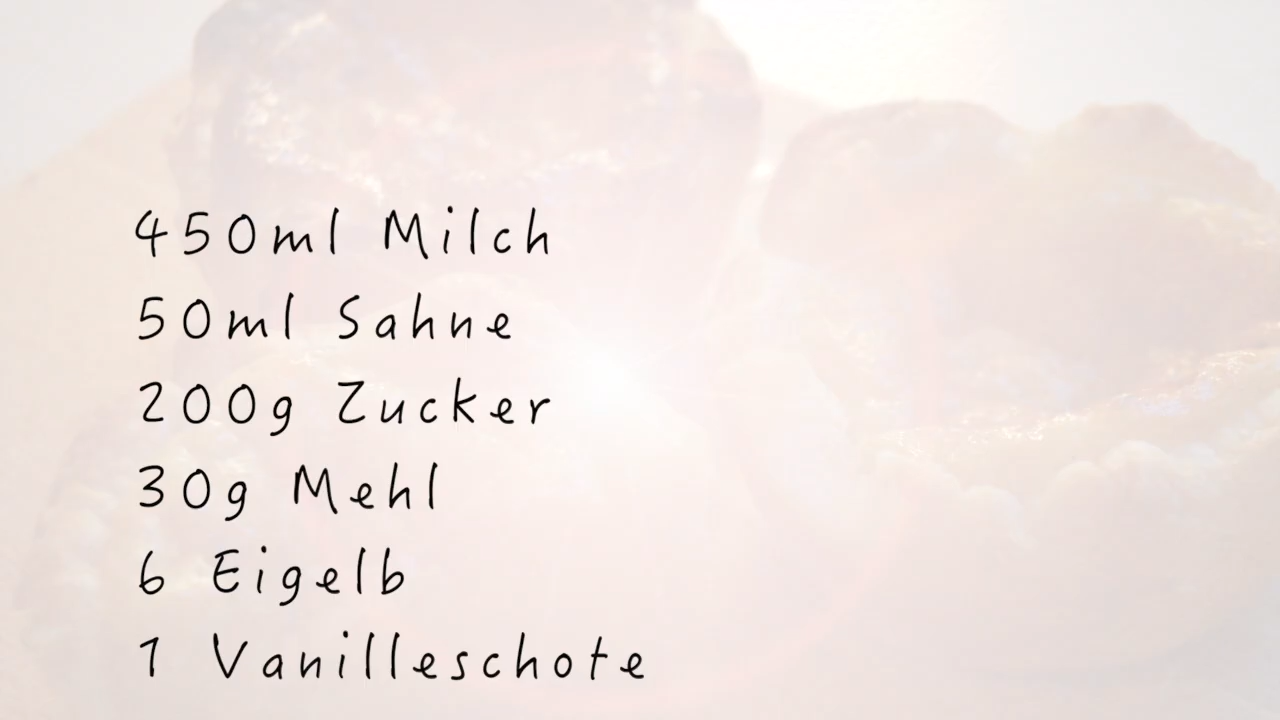 450ml Milch
50ml Sahne
200g Zucker
30g Mehl
6 Eigelb
1 Vanilleschote